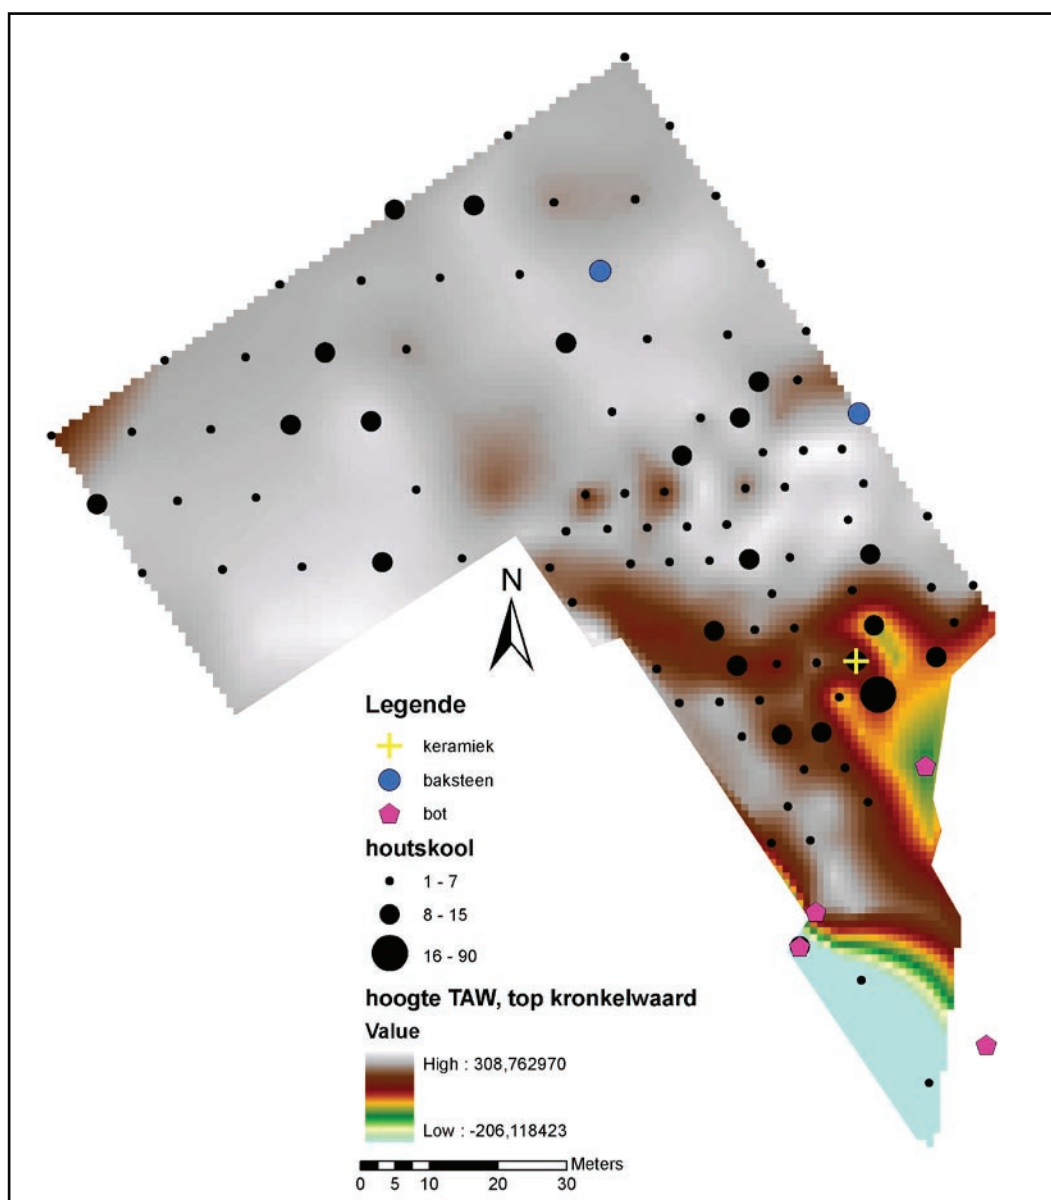 N
Legende
keramiek
baksteen
bot
houtskool
1 - 7
8 - 15
16 - 90
hoogte TAW, top kronkelwaard
Value
High : 308,762970
Low : -206,118423
Meters
0 5 10 20 30